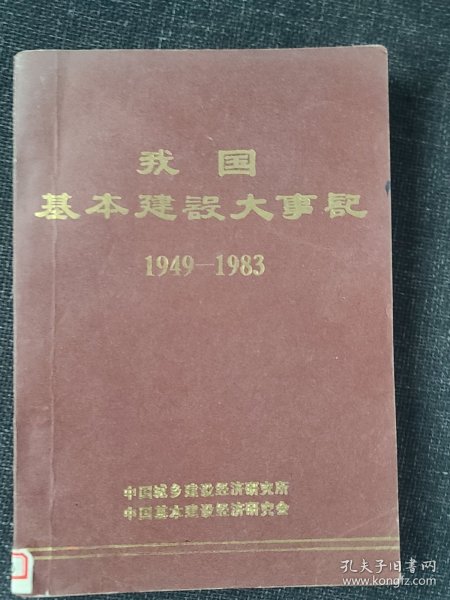 我国
基本建设大事记
1949—1983
中国城乡建设经济研究所
中国基本建设经济研究会
孔夫子旧书网
www.kongfz.com